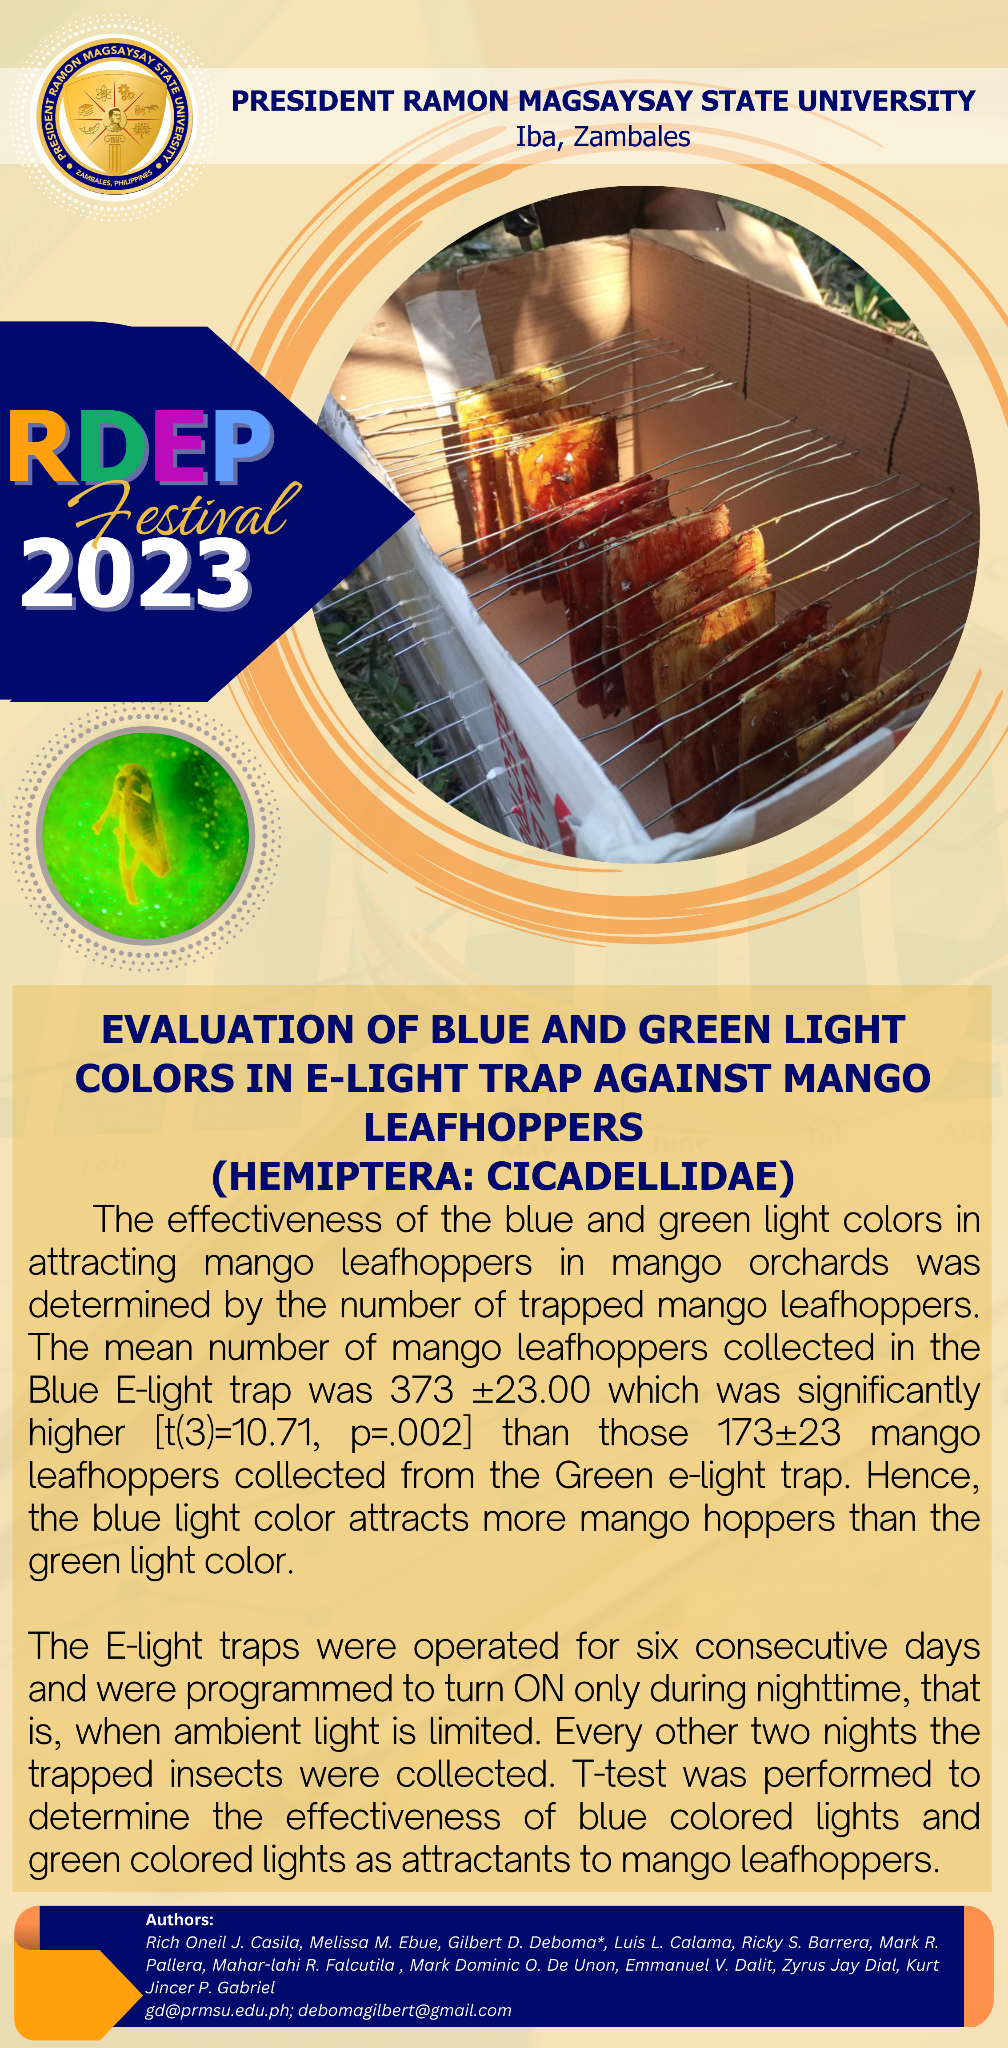 PRESIDENT RAMON MAGSAYSAY STATE UNIVERSITY
ZAMBALES, PHILIPPINES
PRESIDENT RAMON MAGSAYSAY STATE UNIVERSITY
Iba, Zambales
RDEP
Festival
2023
EVALUATION OF BLUE AND GREEN LIGHT
COLORS IN E-LIGHT TRAP AGAINST MANGO
LEAFHOPPERS
(HEMIPTERA: CICADELLIDAE)
The effectiveness of the blue and green light colors in
attracting mango leafhoppers in mango orchards was
determined by the number of trapped mango leafhoppers.
The mean number of mango leafhoppers collected in the
Blue E-light trap was 373 ±23.00 which was significantly
higher [t(3)=10.71, p=.002] than those 173±23 mango
leafhoppers collected from the Green e-light trap. Hence,
the blue light color attracts more mango hoppers than the
green light color.
The E-light traps were operated for six consecutive days
and were programmed to turn ON only during nighttime, that
is, when ambient light is limited. Every other two nights the
trapped insects were collected. T-test was performed to
determine the effectiveness of blue colored lights and
green colored lights as attractants to mango leafhoppers.
Authors:
Rich Oneil J. Casila, Melissa M. Ebue, Gilbert D. Deboma*, Luis L. Calama, Ricky S. Barrera, Mark R.
Pallera, Mahar-lahi R. Falcutila , Mark Dominic O. De Unon, Emmanuel V. Dalit, Zyrus Jay Dial, Kurt
Jincer P. Gabriel
gd@prmsu.edu.ph; debomagilbert@gmail.com